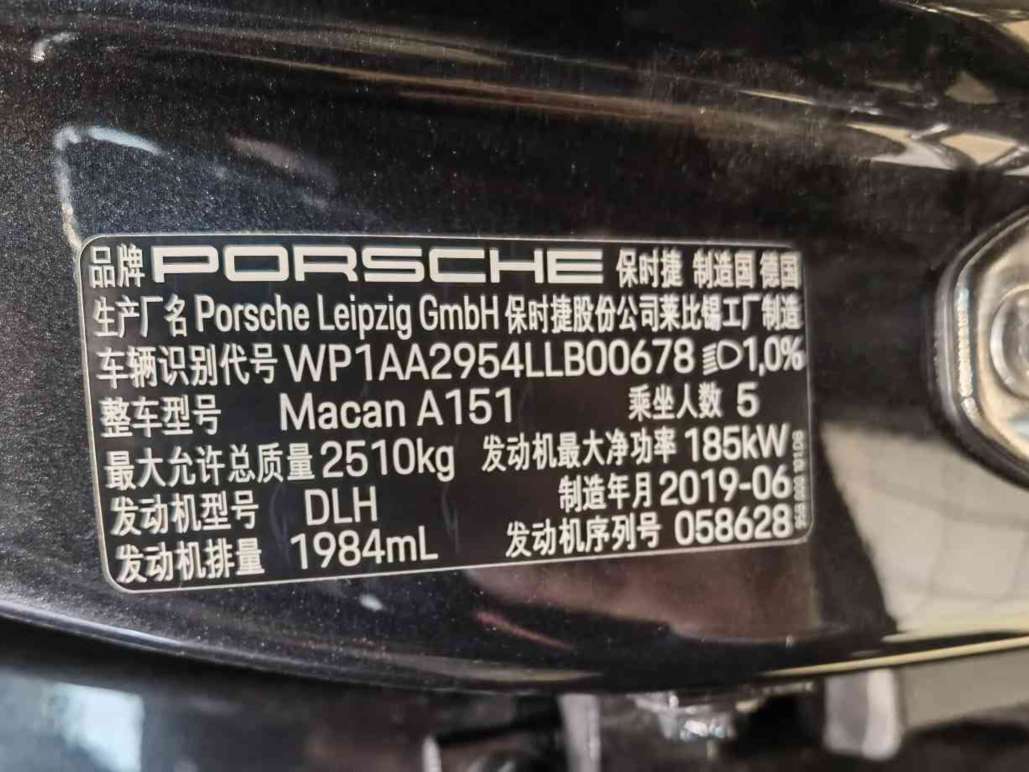 品牌 PORSCHE 保时捷 制造国 德国
生产厂名 Porsche Leipzig GmbH 保时捷股份公司莱比锡工厂制造
车辆识别代号 WP1AA2954LLB00678 1,0%
整车型号 Macan A151 乘坐人数 5
最大允许总质量 2510kg 发动机最大净功率 185kW
发动机型号 DLH 制造年月 2019-06
发动机排量 1984mL 发动机序列号 058628